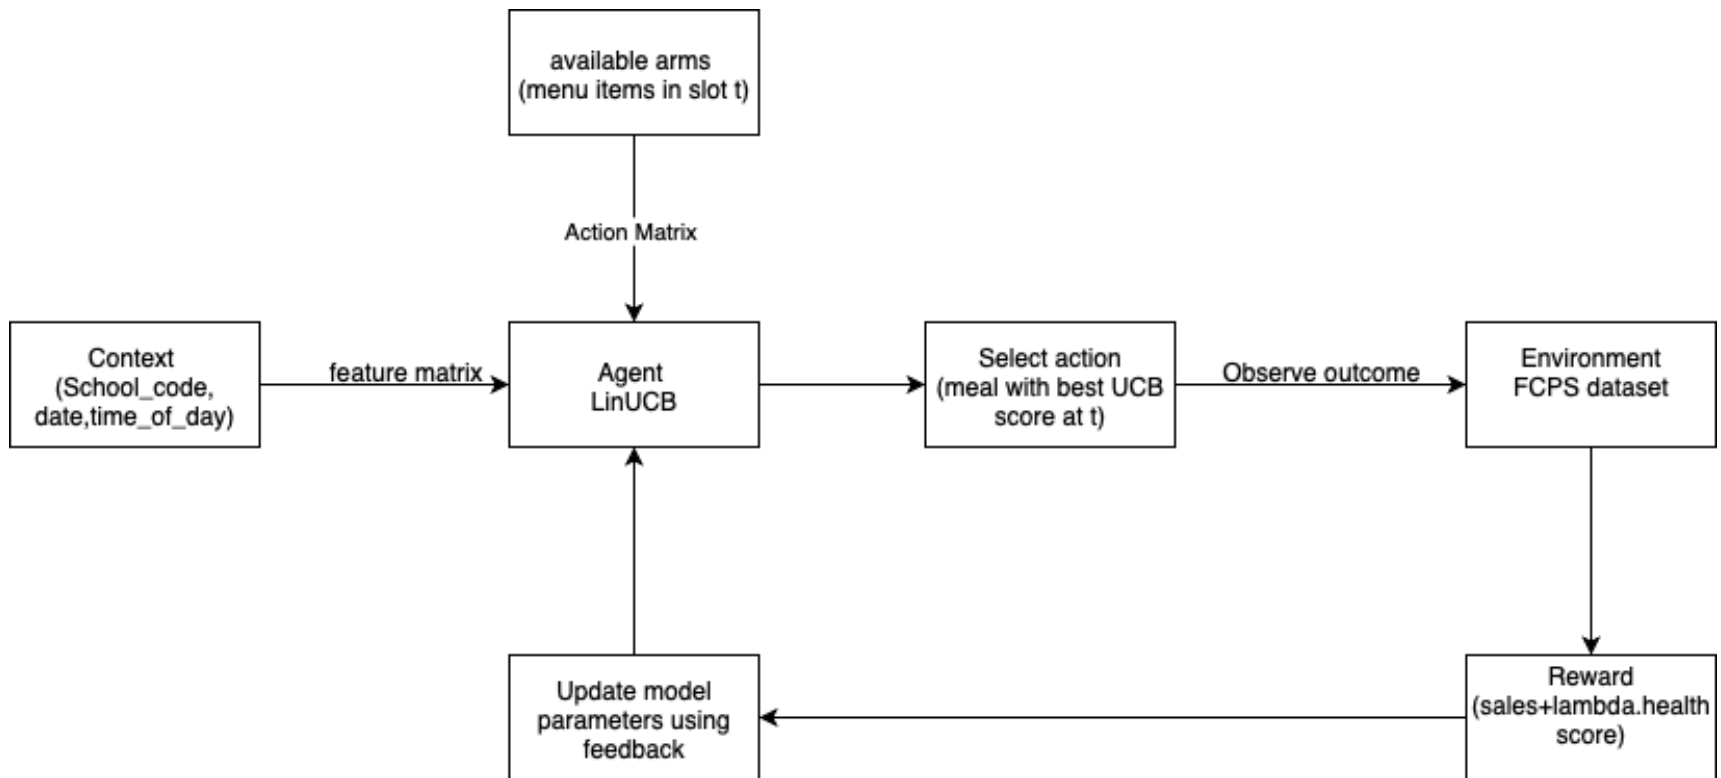 available arms
(menu items in slot t)
Action Matrix
Context
(School_code,
date,time_of_day)
feature matrix
Agent
LinUCB
Select action
(meal with best UCB
score at t)
Observe outcome
Environment
FCPS dataset
Update model
parameters using
feedback
Reward
(sales+lambda.health
score)